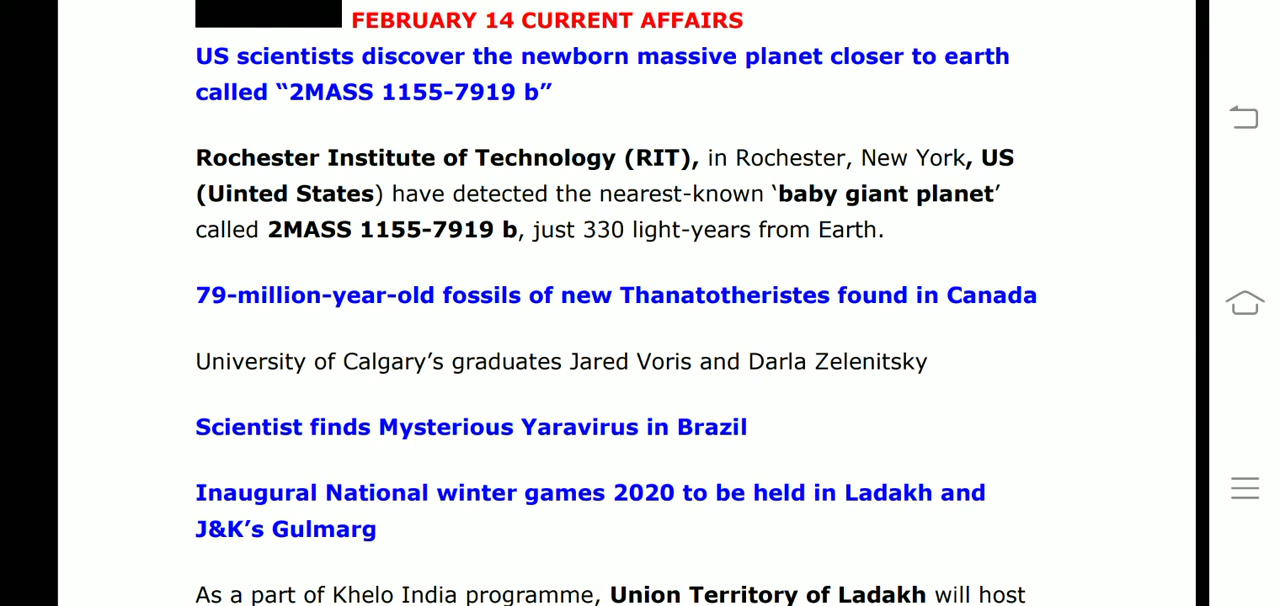 FEBRUARY 14 CURRENT AFFAIRS
US scientists discover the newborn massive planet closer to earth
called “2MASS 1155-7919 b”
Rochester Institute of Technology (RIT), in Rochester, New York, US
(Uinted States) have detected the nearest-known ‘baby giant planet’
called 2MASS 1155-7919 b, just 330 light-years from Earth.
79-million-year-old fossils of new Thanatotheristes found in Canada
University of Calgary’s graduates Jared Voris and Darla Zelenitsky
Scientist finds Mysterious Yaravirus in Brazil
Inaugural National winter games 2020 to be held in Ladakh and
J&K’s Gulmarg
As a part of Khelo India programme, Union Territory of Ladakh will host